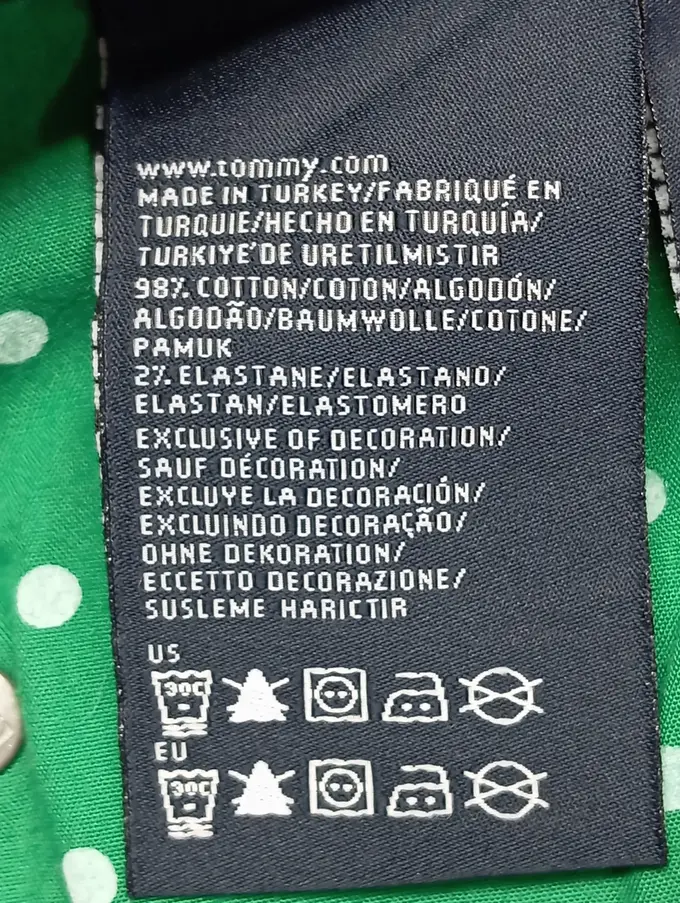 www.tommy.com
MADE IN TURKEY/FABRIQUÉ EN
TURQUIE/HECHO EN TURQUÍA/
TURKIYE'DE URETILMISTIR
98% COTTON/COTON/ALGODÓN/
ALGODÃO/BAUMWOLLE/COTONE/
PAMUK
2% ELASTANE/ELASTANO/
ELASTAN/ELASTOMERO
EXCLUSIVE OF DECORATION/
SAUF DÉCORATION/
EXCLUYE LA DECORACIÓN/
EXCLUINDO DECORAÇÃO/
OHNE DEKORATION/
ECCETTO DECORAZIONE/
SUSLEME HARICTIR
US
30C
EU
30C